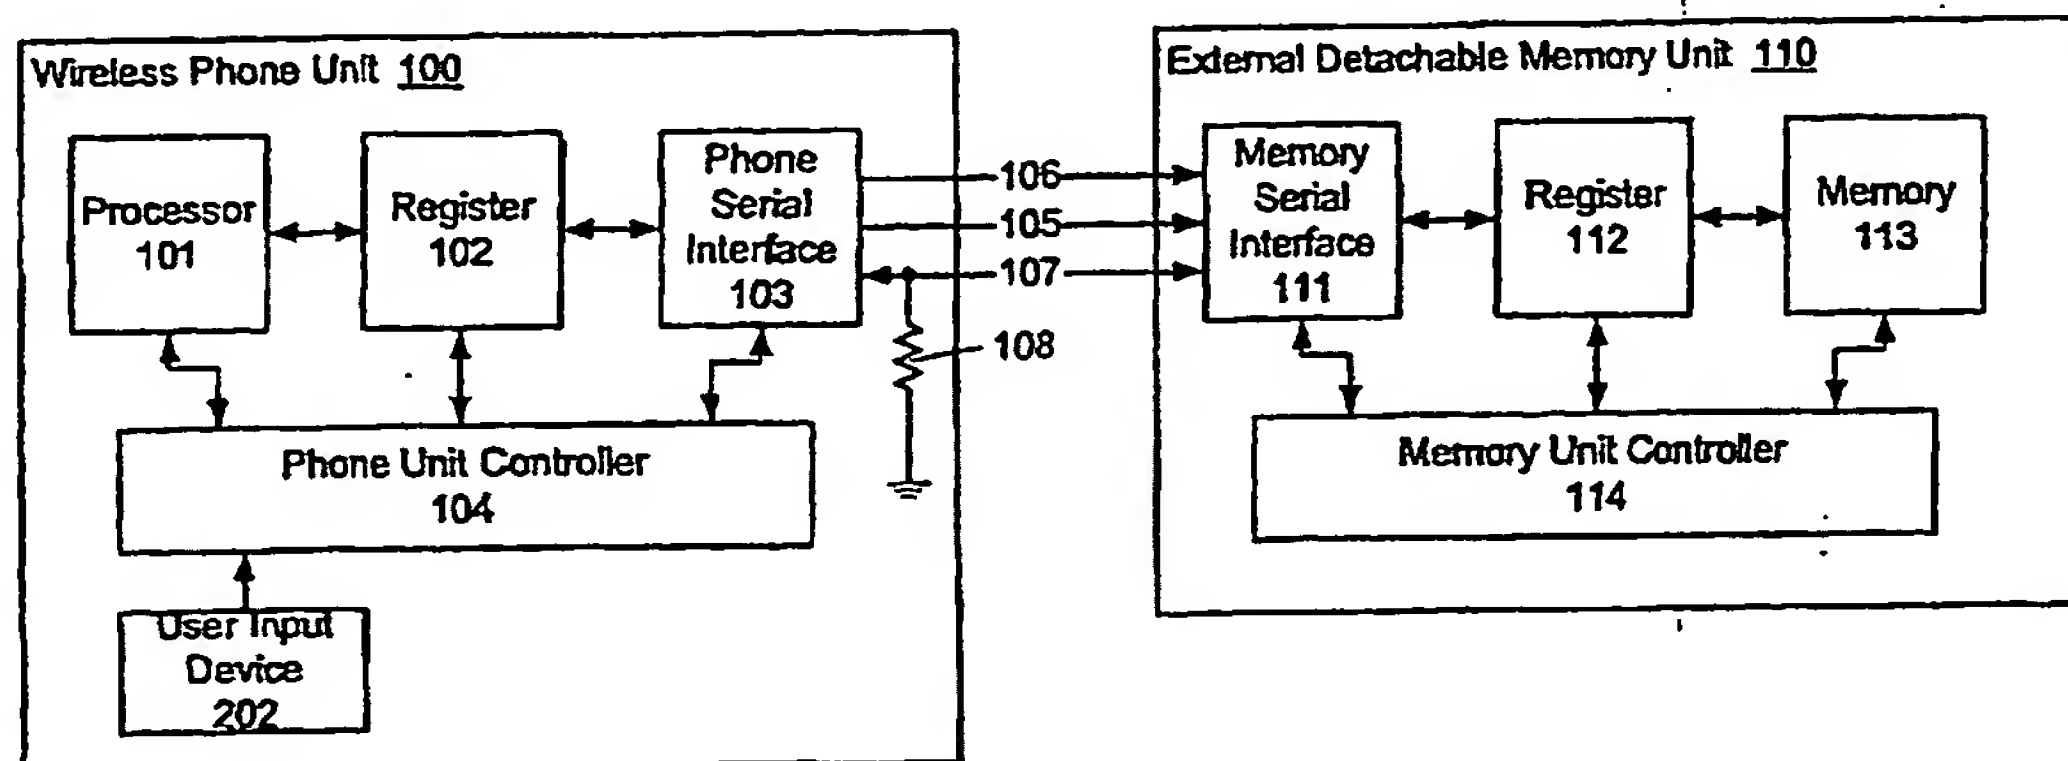 Wireless Phone Unit 100
External Detachable Memory Unit 110
Processor
101
Register
102
Phone
Serial
Interface
103
106
105
107
108
Memory
Serial
Interface
111
Register
112
Memory
113
Phone Unit Controller
104
Memory Unit Controller
114
User Input
Device
202